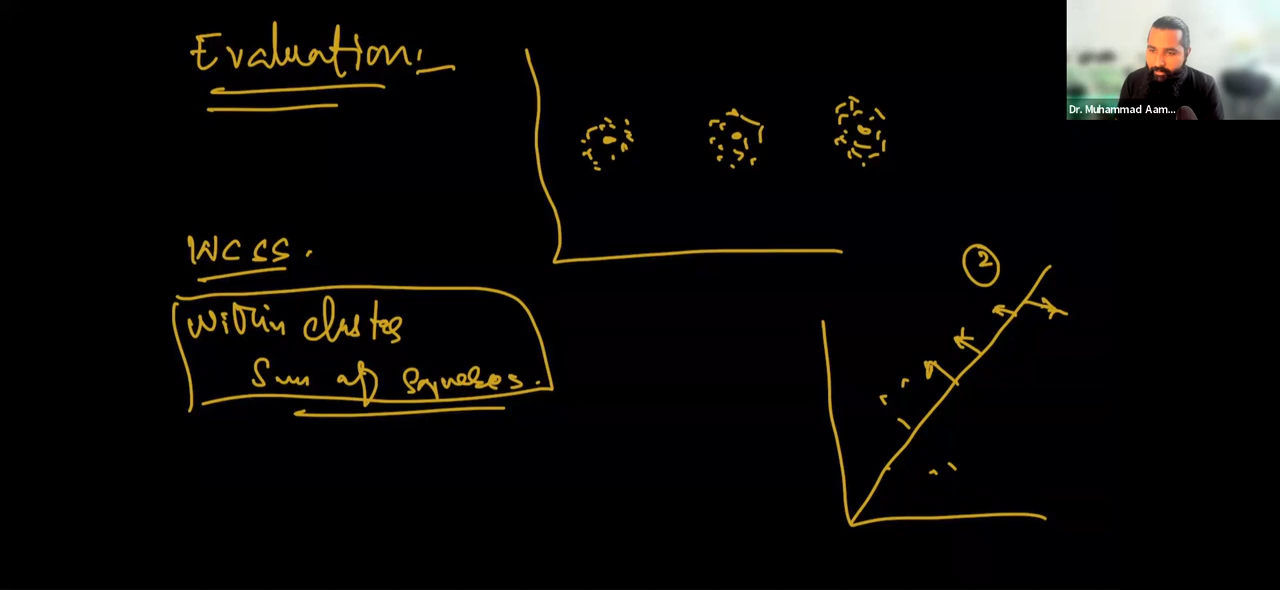 Evaluation:
Dr. Muhammad Aam...
WCSS.
②
Within cluster
Sum of Squares.